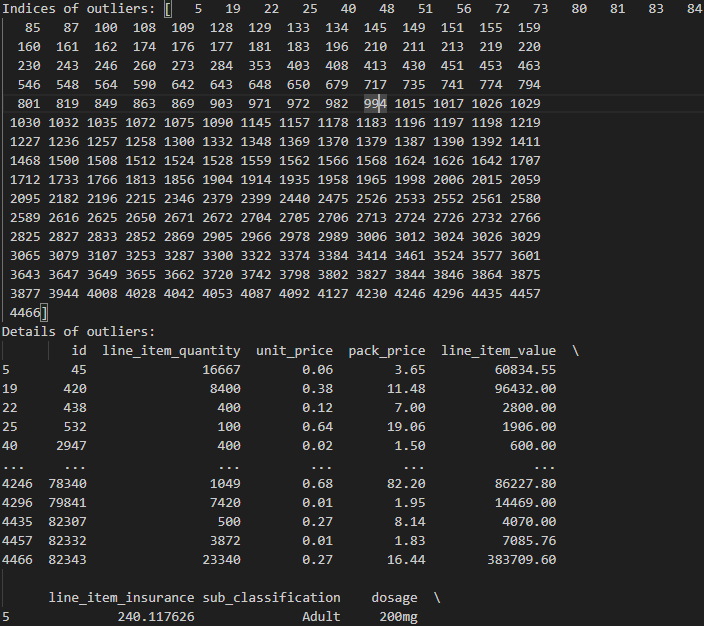 Indices of outliers: [   5   19   22   25   40   48   51   56   72   73   80   81   83   84
85 87 100 108 109 128 129 133 134 145 149 151 155 159
160 161 162 174 176 177 181 183 196 210 211 213 219 220
230 243 246 260 273 284 353 403 408 413 430 451 453 463
546 548 564 590 642 643 648 650 679 717 735 741 774 794
801 819 849 863 869 903 971 972 982 994 1015 1017 1026 1029
1030 1032 1035 1072 1075 1090 1145 1157 1178 1183 1196 1197 1198 1219
1227 1236 1257 1258 1300 1332 1348 1369 1370 1379 1387 1390 1392 1411
1468 1500 1508 1512 1524 1528 1559 1562 1566 1568 1624 1626 1642 1707
1712 1733 1766 1813 1856 1904 1914 1935 1958 1965 1998 2006 2015 2059
2095 2182 2196 2215 2346 2379 2399 2440 2475 2526 2533 2552 2561 2580
2589 2616 2625 2650 2671 2672 2704 2705 2706 2713 2724 2726 2732 2766
2825 2827 2833 2852 2869 2905 2966 2978 2989 3006 3012 3024 3026 3029
3065 3079 3107 3253 3287 3300 3322 3374 3384 3414 3461 3524 3577 3601
3643 3647 3649 3655 3662 3720 3742 3798 3802 3827 3844 3846 3864 3875
3877 3944 4008 4028 4042 4053 4087 4092 4127 4230 4246 4296 4435 4457
4466]
Details of outliers:
id line_item_quantity unit_price pack_price line_item_value \
5 45 16667 0.06 3.65 60834.55
19 420 8400 0.38 11.48 96432.00
22 438 400 0.12 7.00 2800.00
25 532 100 0.64 19.06 1906.00
40 2947 400 0.02 1.50 600.00
... ... ... ... ... ...
4246 78340 1049 0.68 82.20 86227.80
4296 79841 7420 0.01 1.95 14469.00
4435 82307 500 0.27 8.14 4070.00
4457 82332 3872 0.01 1.83 7085.76
4466 82343 23340 0.27 16.44 383709.60
line_item_insurance sub_classification dosage \
5 240.117626 Adult 200mg